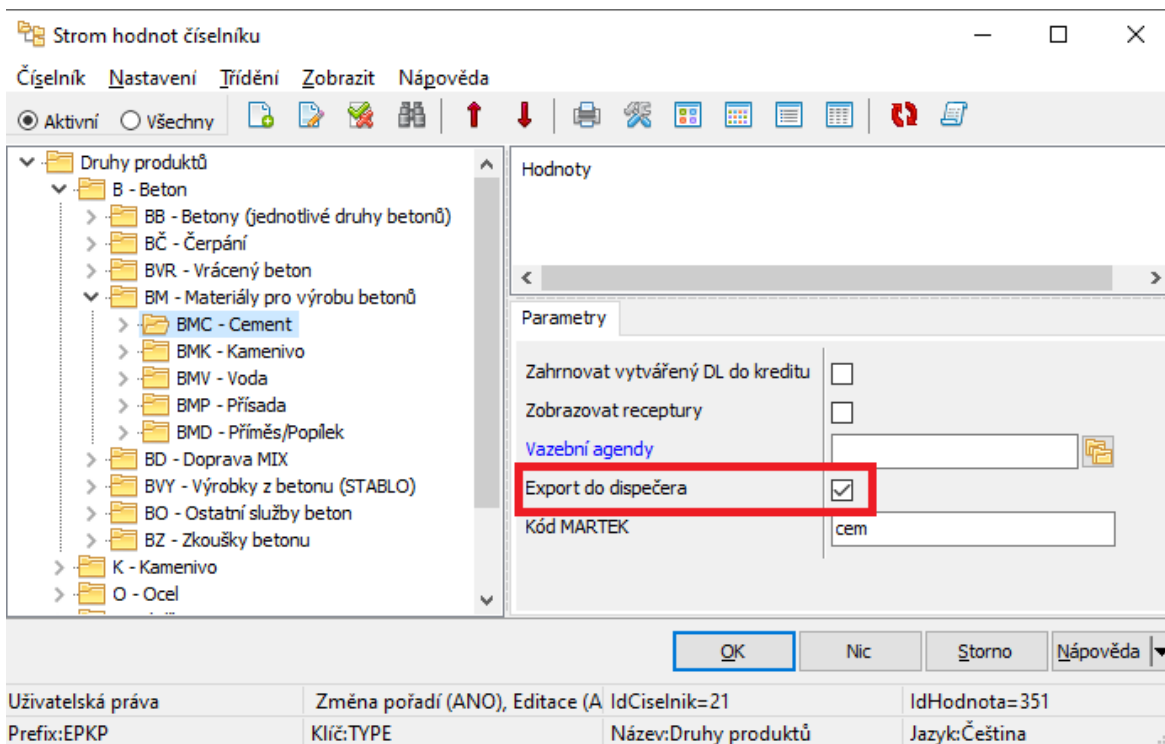 Strom hodnot číselníku
Číselník Nastavení Třídění Zobrazit Nápověda
Aktivní Všechny
Druhy produktů
B - Beton
BB - Betony (jednotlivé druhy betonů)
BČ - Čerpání
BVR - Vrácený beton
BM - Materiály pro výrobu betonů
BMC - Cement
BMK - Kamenivo
BMV - Voda
BMP - Přísada
BMD - Příměs/Popílek
BD - Doprava MIX
BVY - Výrobky z betonu (STABLO)
BO - Ostatní služby beton
BZ - Zkoušky betonu
K - Kamenivo
O - Ocel
Hodnoty
Parametry
Zahrnovat vytvářený DL do kreditu
Zobrazovat receptury
Vazební agendy
Export do dispečera
Kód MARTEK cem
OK Nic Storno Nápověda
Uživatelská práva Změna pořadí (ANO), Editace (A IdCiselnik=21 IdHodnota=351
Prefix:EPKP Klíč:TYPE Název:Druhy produktů Jazyk:Čeština